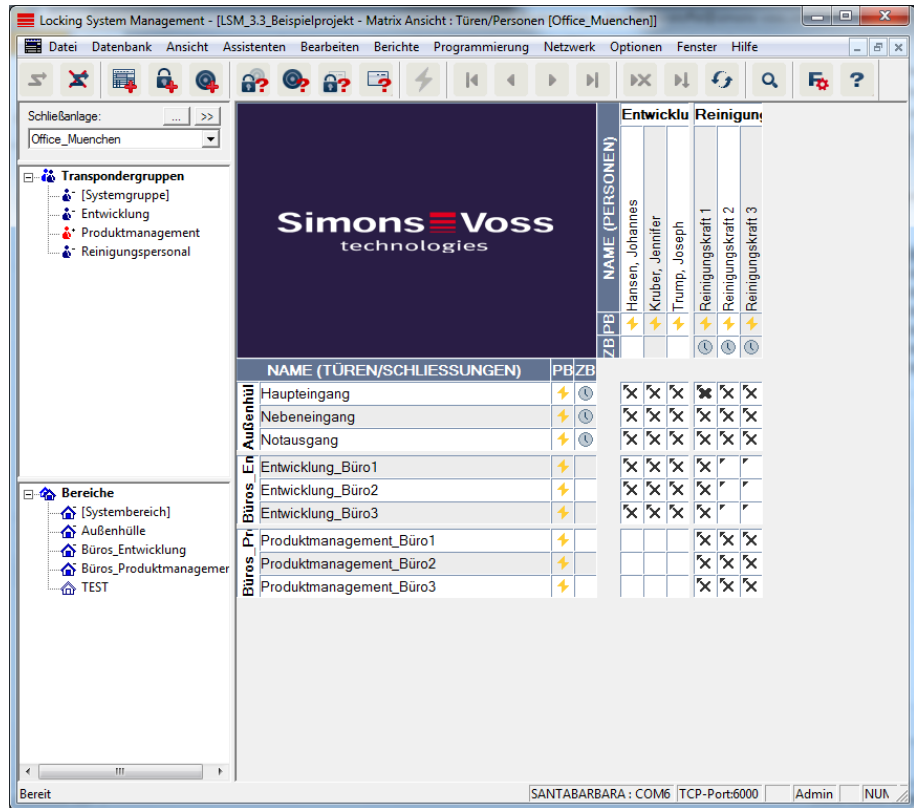 Locking System Management - [LSM_3.3_Beispielprojekt - Matrix Ansicht : Türen/Personen [Office_Muenchen]]
Datei Datenbank Ansicht Assistenten Bearbeiten Berichte Programmierung Netzwerk Optionen Fenster Hilfe
Schließanlage:
... >>
Office_Muenchen
Transpondergruppen
[Systemgruppe]
Entwicklung
Produktmanagement
Reinigungspersonal
Bereiche
[Systembereich]
Außenhülle
Büros_Entwicklung
Büros_Produktmanagemer
TEST
Simons Voss
technologies
NAME (PERSONEN)
PB
ZB
Entwicklu Reinigung
Hansen, Johannes
Kruber, Jennifer
Trump, Joseph
Reinigungskraft 1
Reinigungskraft 2
Reinigungskraft 3
NAME (TÜREN/SCHLIESSUNGEN) PB ZB
Außenhül
Haupteingang
Nebeneingang
Notausgang
Büros_En
Entwicklung_Büro1
Entwicklung_Büro2
Entwicklung_Büro3
Büros_Pr
Produktmanagement_Büro1
Produktmanagement_Büro2
Produktmanagement_Büro3
Bereit
SANTABARBARA : COM6 TCP-Port:6000 Admin NUM